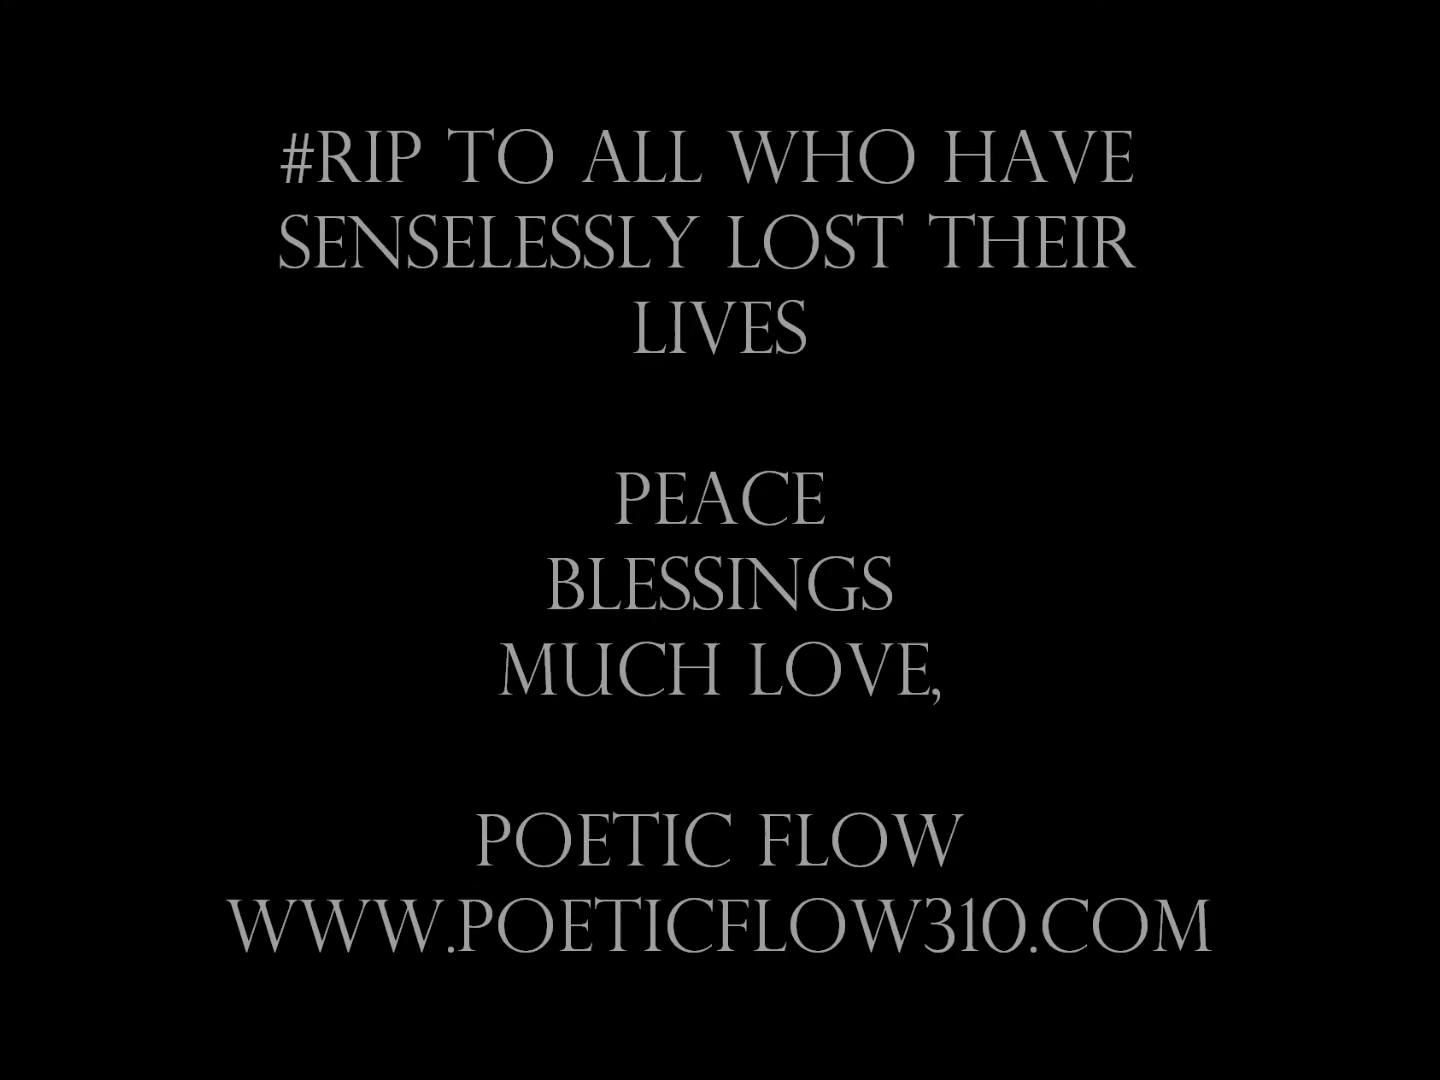 #RIP TO ALL WHO HAVE
SENSELESSLY LOST THEIR
LIVES
PEACE
BLESSINGS
MUCH LOVE,
POETIC FLOW
WWW.POETICFLOW310.COM